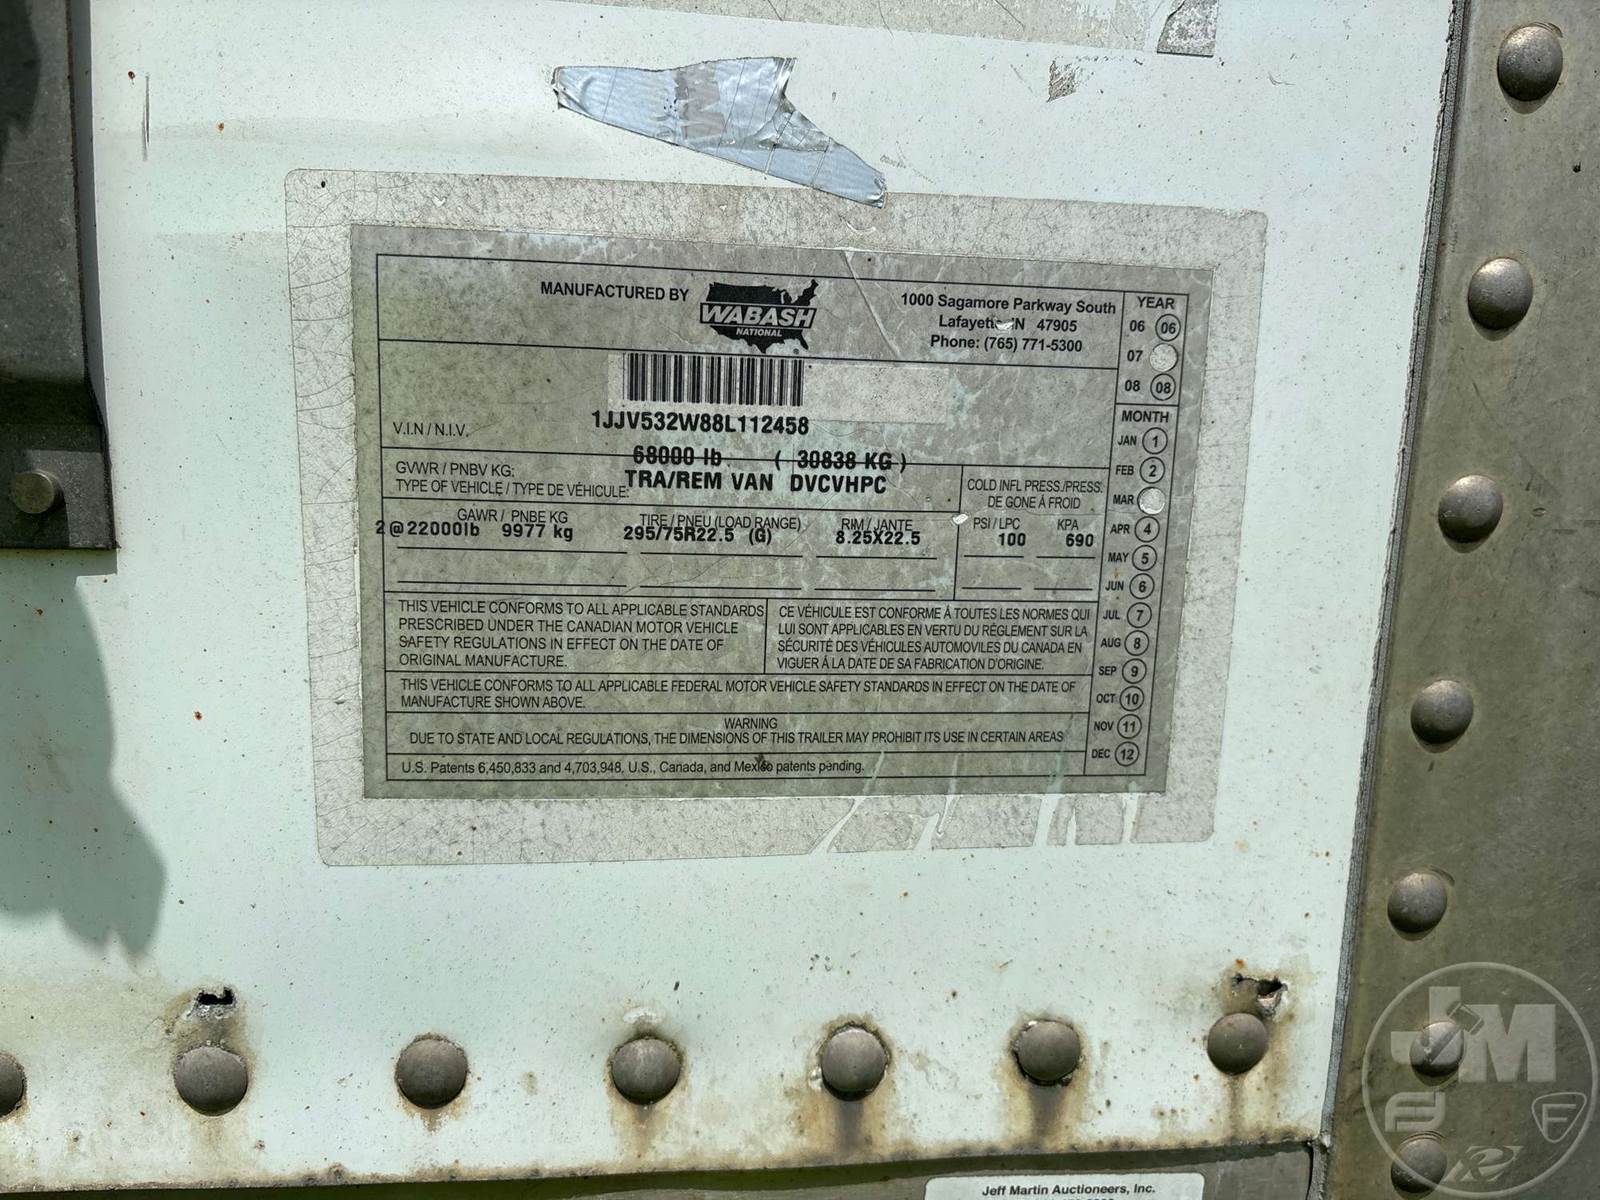 MANUFACTURED BY
WABASH
NATIONAL
1000 Sagamore Parkway South
Lafayette, IN 47905
Phone: (765) 771-5300
YEAR
06 06
07
08 08
1JJV532W88L112458
V.I.N / N.I.V.
68000 lb ( 30838 KG )
GVWR / PNBV KG:
TYPE OF VEHICLE / TYPE DE VÉHICULE: TRA/REM VAN DVCVHPC
GAWR / PNBE KG
2@22000lb 9977 kg
TIRE / PNEU (LOAD RANGE)
295/75R22.5 (G)
RIM / JANTE
8.25X22.5
COLD INFL PRESS./PRESS.
DE GONE À FROID
PSI / LPC KPA
100 690
MONTH
JAN 1
FEB 2
MAR
APR 4
MAY 5
JUN 6
JUL 7
AUG 8
SEP 9
OCT 10
NOV 11
DEC 12
THIS VEHICLE CONFORMS TO ALL APPLICABLE STANDARDS
PRESCRIBED UNDER THE CANADIAN MOTOR VEHICLE
SAFETY REGULATIONS IN EFFECT ON THE DATE OF
ORIGINAL MANUFACTURE.
CE VÉHICULE EST CONFORME À TOUTES LES NORMES QUI
LUI SONT APPLICABLES EN VERTU DU RÈGLEMENT SUR LA
SÉCURITÉ DES VÉHICULES AUTOMOVILES DU CANADA EN
VIGUER À LA DATE DE SA FABRICATION D'ORIGINE.
THIS VEHICLE CONFORMS TO ALL APPLICABLE FEDERAL MOTOR VEHICLE SAFETY STANDARDS IN EFFECT ON THE DATE OF
MANUFACTURE SHOWN ABOVE.
WARNING
DUE TO STATE AND LOCAL REGULATIONS, THE DIMENSIONS OF THIS TRAILER MAY PROHIBIT ITS USE IN CERTAIN AREAS
U.S. Patents 6,450,833 and 4,703,948. U.S., Canada, and Mexico patents pending.
JM
Jeff Martin Auctioneers, Inc.